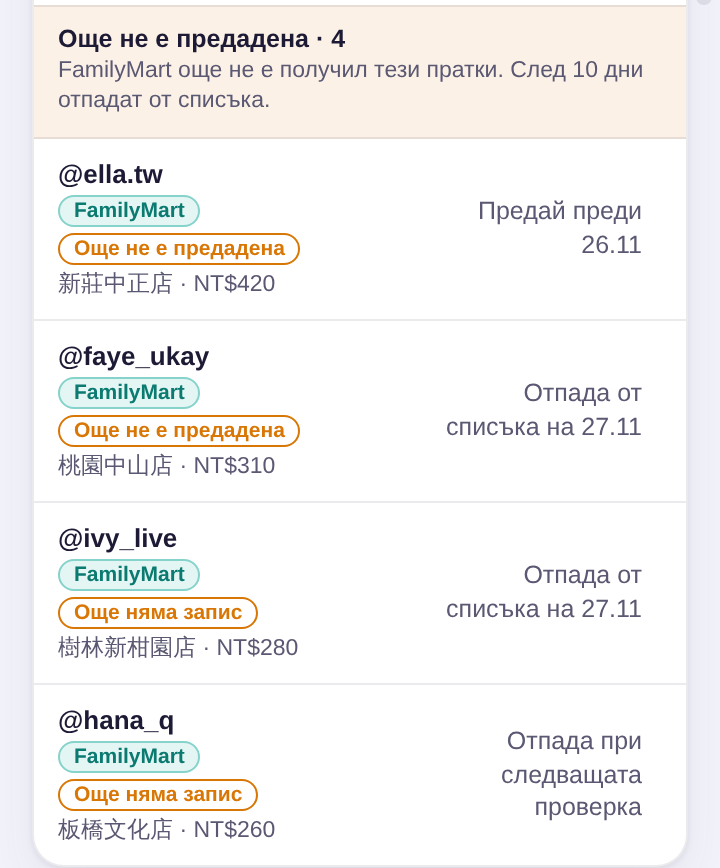 Още не е предадена · 4
FamilyMart още не е получил тези пратки. След 10 дни
отпадат от списъка.
@ella.tw
FamilyMart
Още не е предадена
新莊中正店 · NT$420
Предай преди
26.11
@faye_ukay
FamilyMart
Още не е предадена
桃園中山店 · NT$310
Отпада от
списъка на 27.11
@ivy_live
FamilyMart
Още няма запис
樹林新柑園店 · NT$280
Отпада от
списъка на 27.11
@hana_q
FamilyMart
Още няма запис
板橋文化店 · NT$260
Отпада при
следващата
проверка